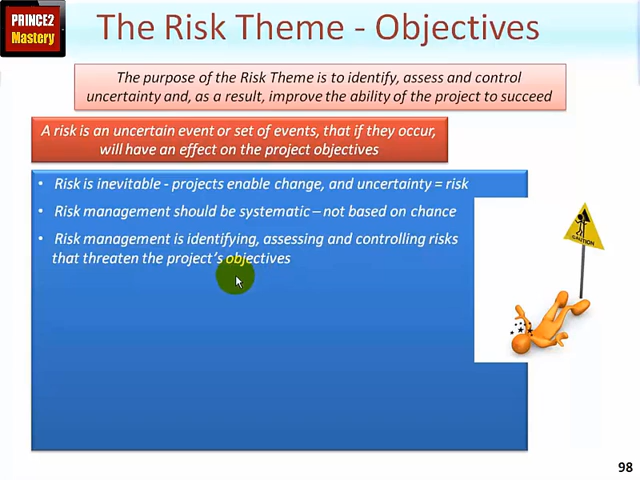 PRINCE2
Mastery
The Risk Theme - Objectives
The purpose of the Risk Theme is to identify, assess and control
uncertainty and, as a result, improve the ability of the project to succeed
A risk is an uncertain event or set of events, that if they occur,
will have an effect on the project objectives
• Risk is inevitable - projects enable change, and uncertainty = risk
• Risk management should be systematic – not based on chance
• Risk management is identifying, assessing and controlling risks
that threaten the project's objectives
CAUTION
98